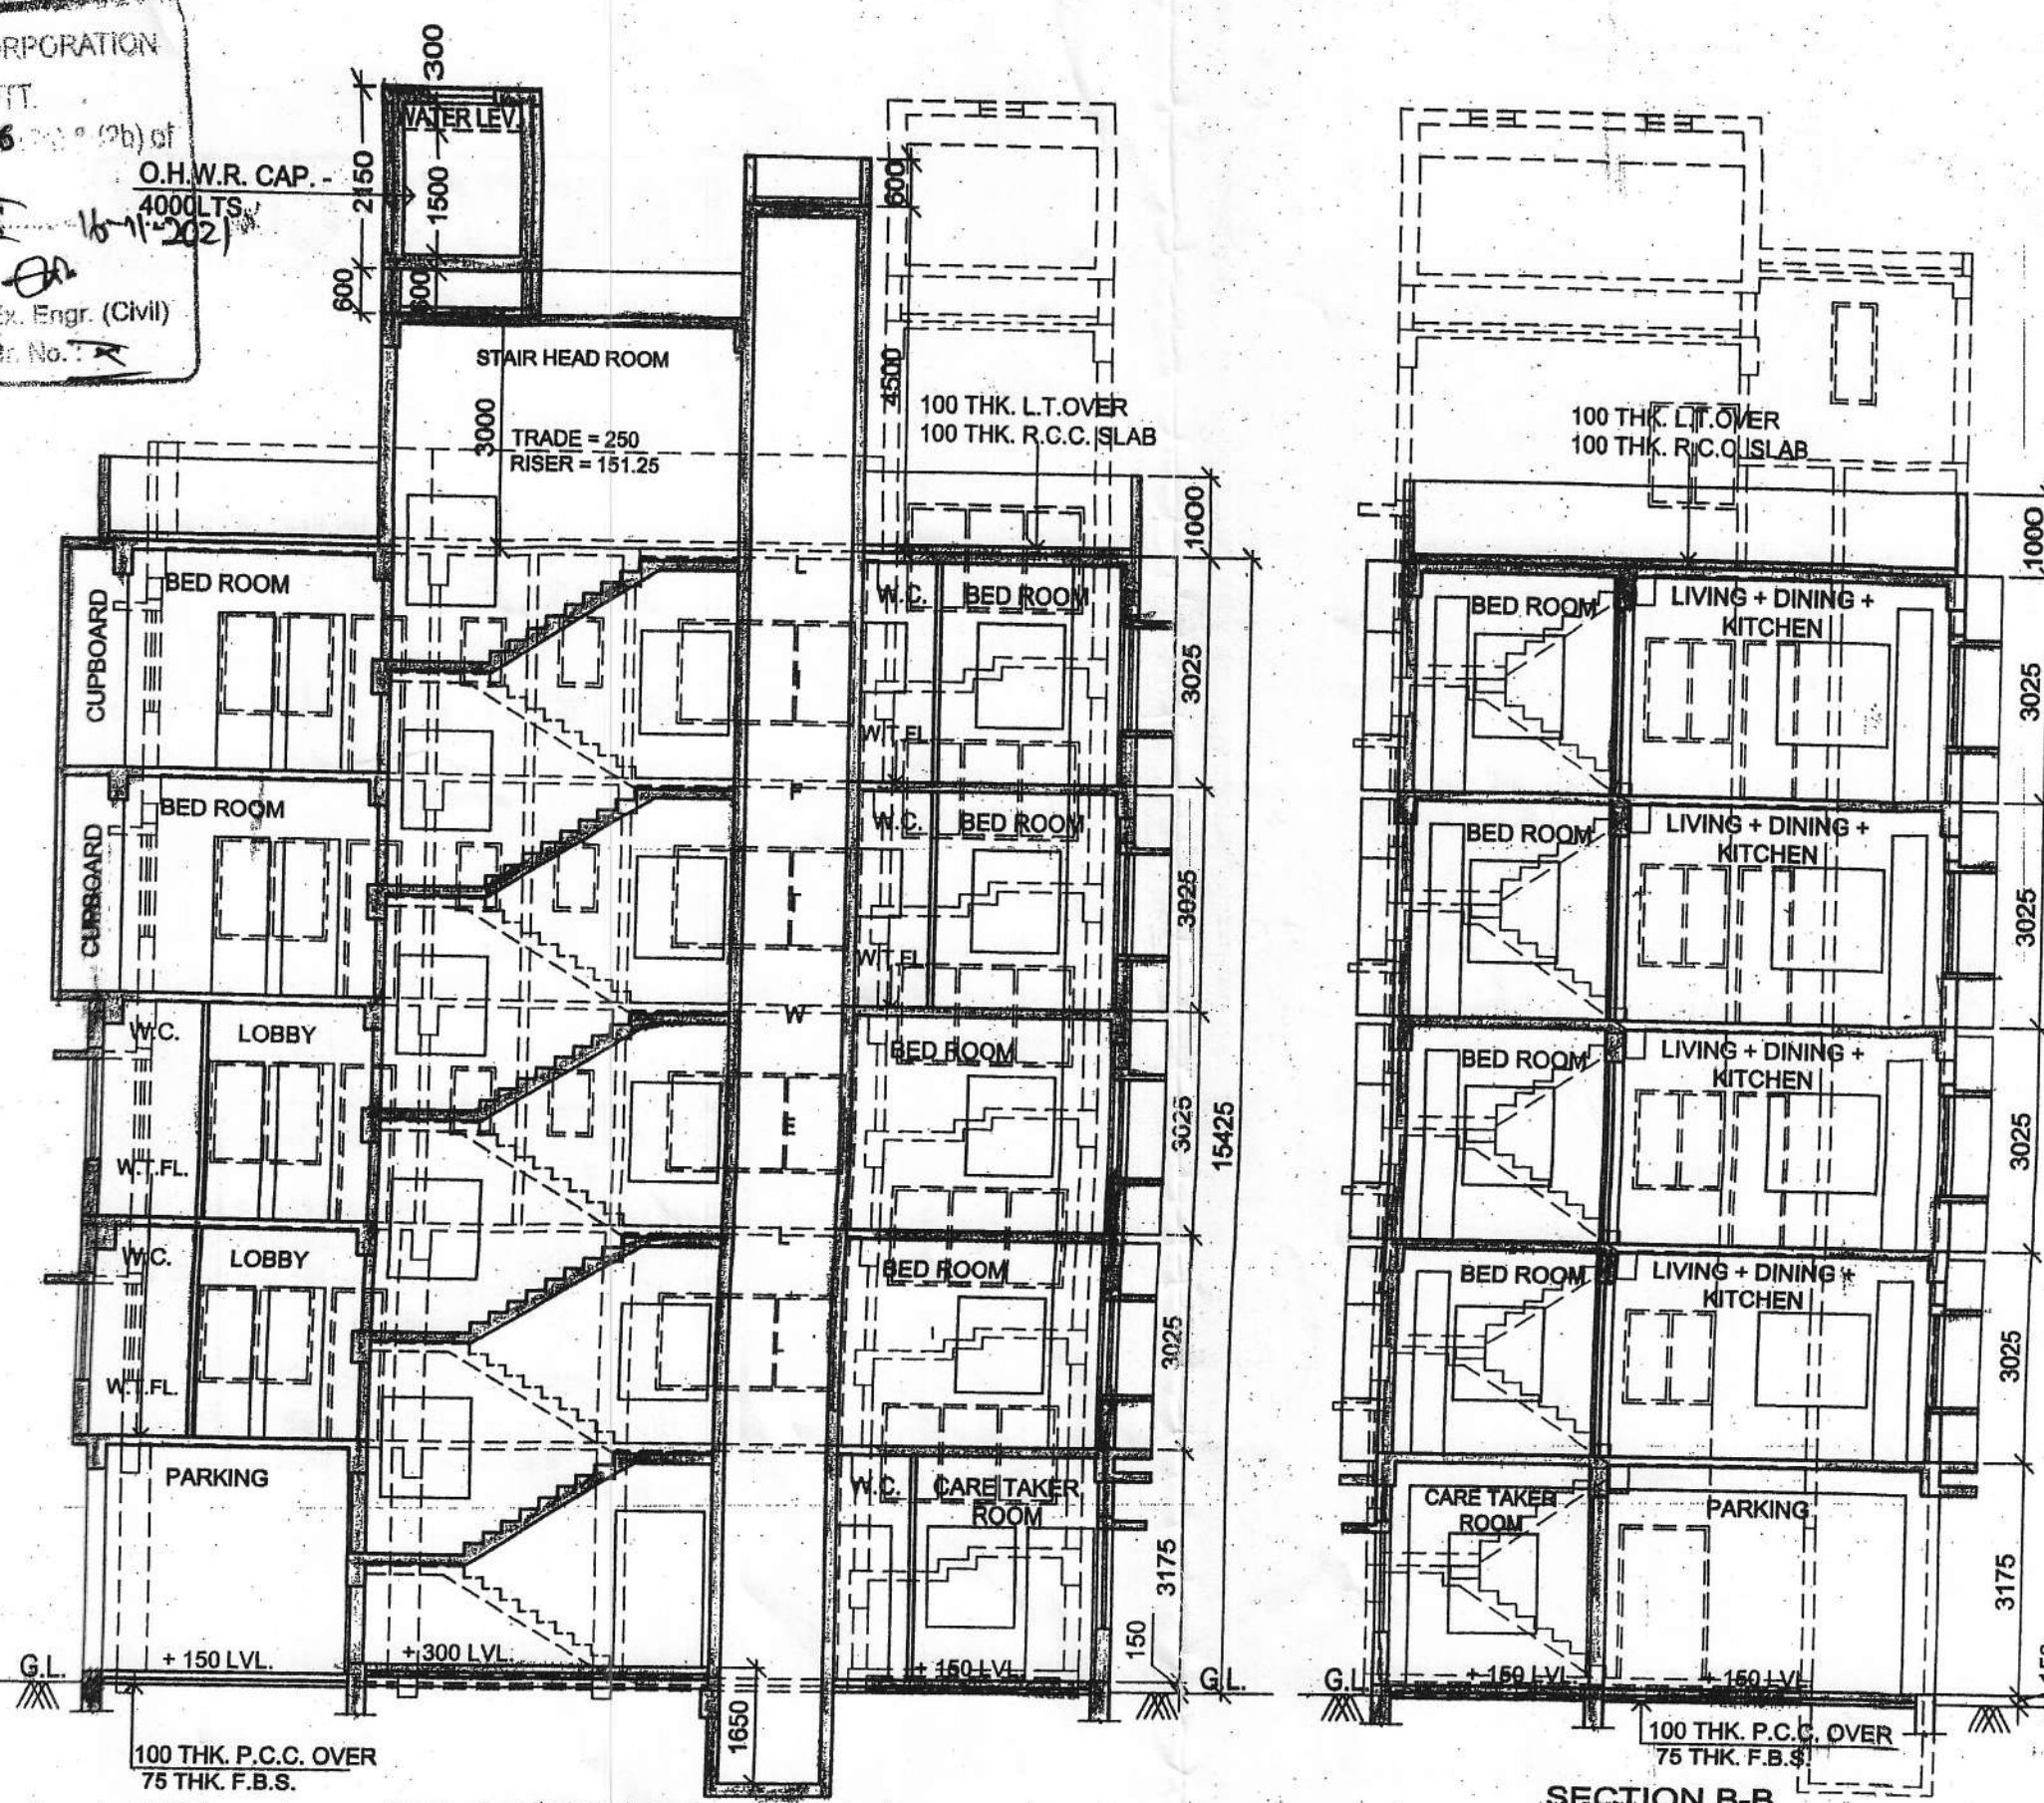 RPORATION
(2b) of
16-11-2021
Ex. Engr. (Civil)
No.
O.H.W.R. CAP. -
4000LTS
2150
300
WATER LEV.
1500
600
600
600
STAIR HEAD ROOM
3000
TRADE = 250
RISER = 151.25
4500
100 THK. L.T.OVER
100 THK. R.C.C. SLAB
1000
CUPBOARD
BED ROOM
L
W.C.
BED ROOM
W.T.FL.
3025
BED ROOM
F
W.C.
BED ROOM
W.T.FL.
3025
W.C.
LOBBY
W
BED ROOM
W.T.FL.
3025
15425
W.C.
LOBBY
L
BED ROOM
W.T.FL.
3025
PARKING
W.C.
CARE TAKER
ROOM
3175
150
G.L.
+ 150 LVL.
+ 300 LVL.
+ 150 LVL.
G.L.
1650
100 THK. P.C.C. OVER
75 THK. F.B.S.
100 THK. L.T.OVER
100 THK. R.C.C. SLAB
1000
BED ROOM
LIVING + DINING +
KITCHEN
3025
BED ROOM
LIVING + DINING +
KITCHEN
3025
BED ROOM
LIVING + DINING +
KITCHEN
3025
BED ROOM
LIVING + DINING +
KITCHEN
3025
CARE TAKER
ROOM
PARKING
3175
G.L.
+ 150 LVL.
+ 150 LVL.
100 THK. P.C.C. OVER
75 THK. F.B.S.
SECTION B-B